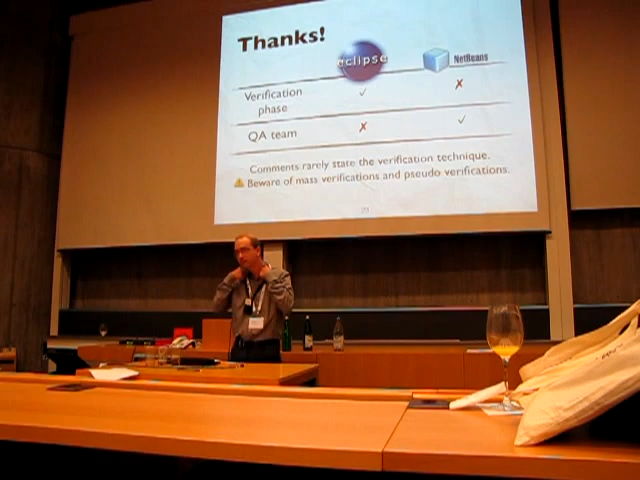 Thanks!
eclipse
NetBeans
Verification
phase
✓
✗
QA team
✗
✓
Comments rarely state the verification technique.
Beware of mass verifications and pseudo verifications.